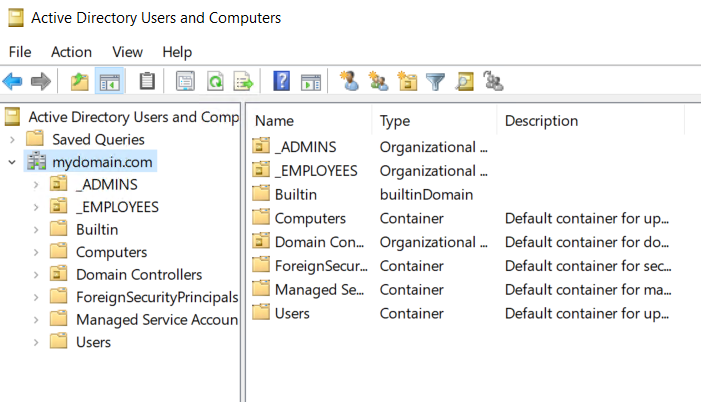 Active Directory Users and Computers
File Action View Help
Active Directory Users and Comp
Saved Queries
mydomain.com
_ADMINS
_EMPLOYEES
Builtin
Computers
Domain Controllers
ForeignSecurityPrincipals
Managed Service Accoun
Users
Name Type Description
_ADMINS Organizational ...
_EMPLOYEES Organizational ...
Builtin builtinDomain
Computers Container Default container for up...
Domain Con... Organizational ... Default container for do...
ForeignSecur... Container Default container for sec...
Managed Se... Container Default container for ma...
Users Container Default container for up...